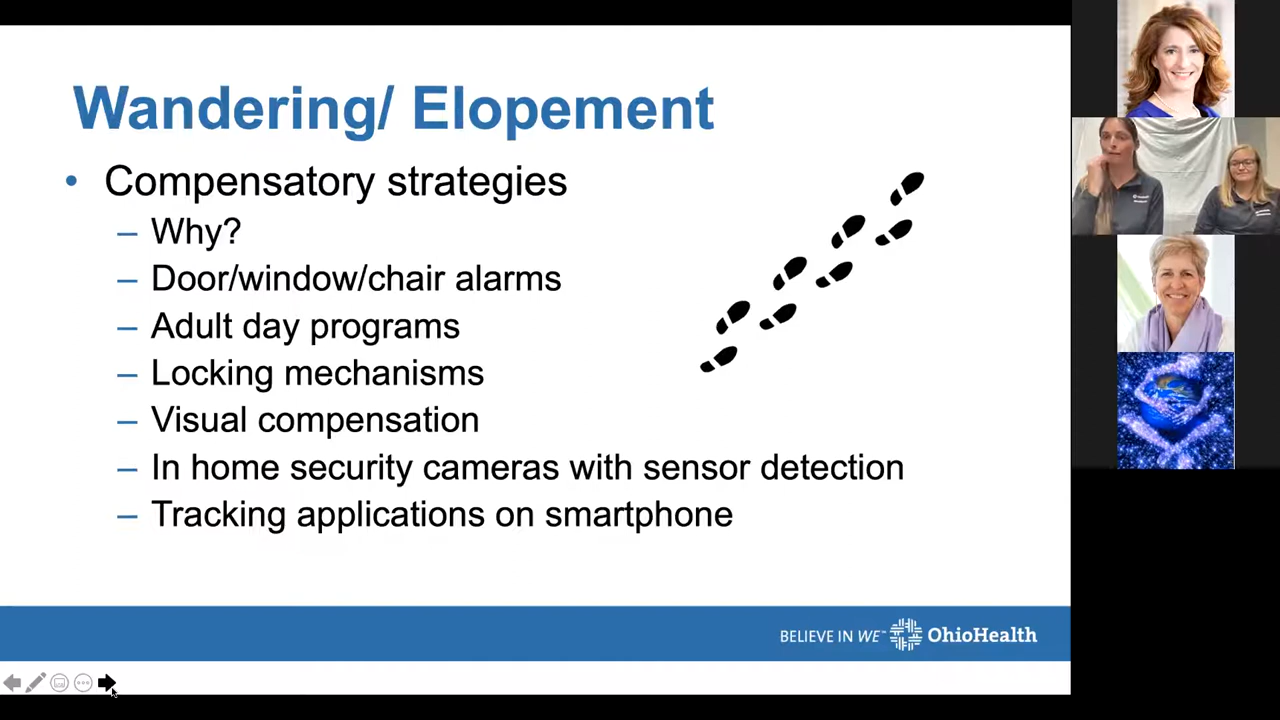 Wandering/ Elopement
• Compensatory strategies
– Why?
– Door/window/chair alarms
– Adult day programs
– Locking mechanisms
– Visual compensation
– In home security cameras with sensor detection
– Tracking applications on smartphone
BELIEVE IN WE™ OhioHealth